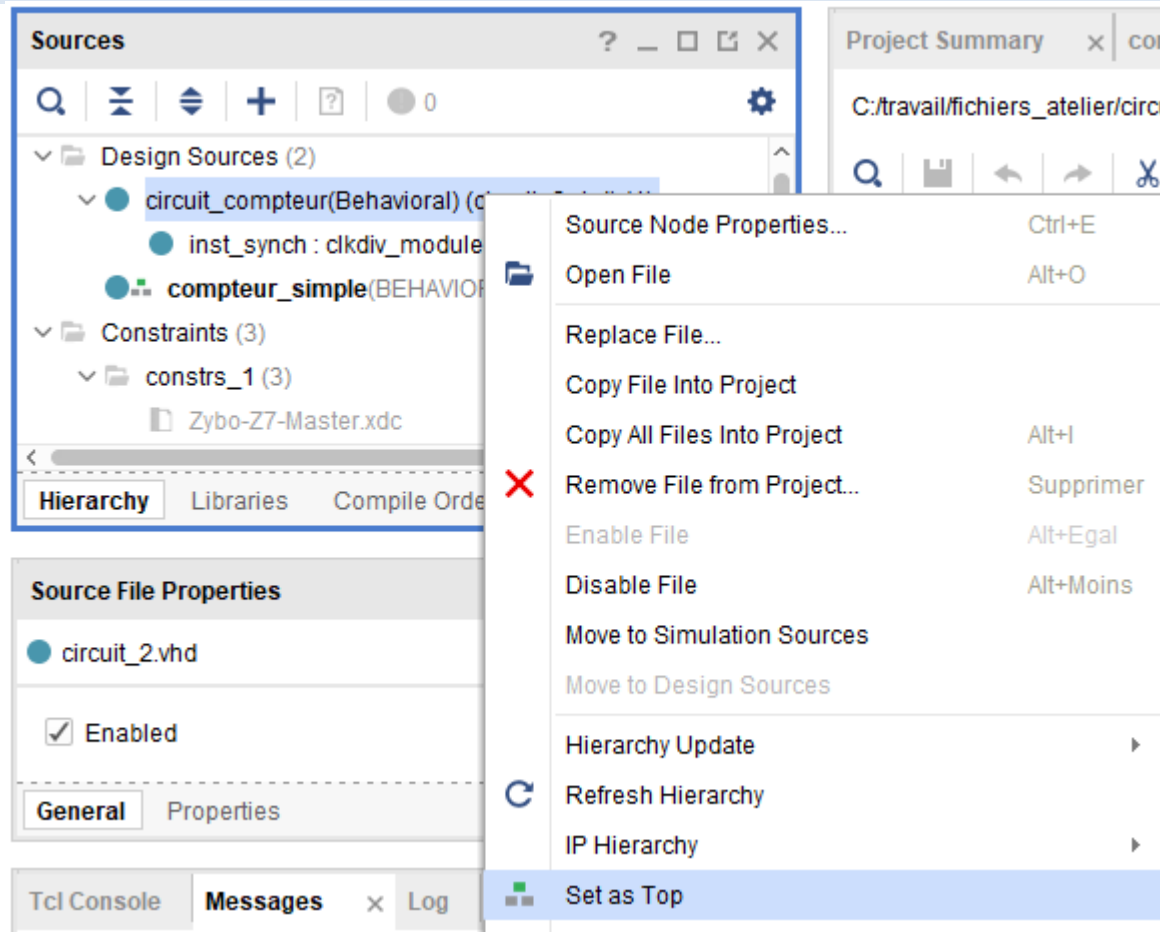 Sources
? 0
Design Sources (2)
circuit_compteur(Behavioral)
inst_synch : clkdiv_module
compteur_simple
Constraints (3)
constrs_1 (3)
Zybo-Z7-Master.xdc
Hierarchy Libraries Compile
Source File Properties
circuit_2.vhd
Enabled
General Properties
Tcl Console Messages Log
Project Summary
C:/travail/fichiers_atelier/
Source Node Properties... Ctrl+E
Open File Alt+O
Replace File...
Copy File Into Project
Copy All Files Into Project Alt+I
Remove File from Project... Supprimer
Enable File Alt+Egal
Disable File Alt+Moins
Move to Simulation Sources
Move to Design Sources
Hierarchy Update
Refresh Hierarchy
IP Hierarchy
Set as Top